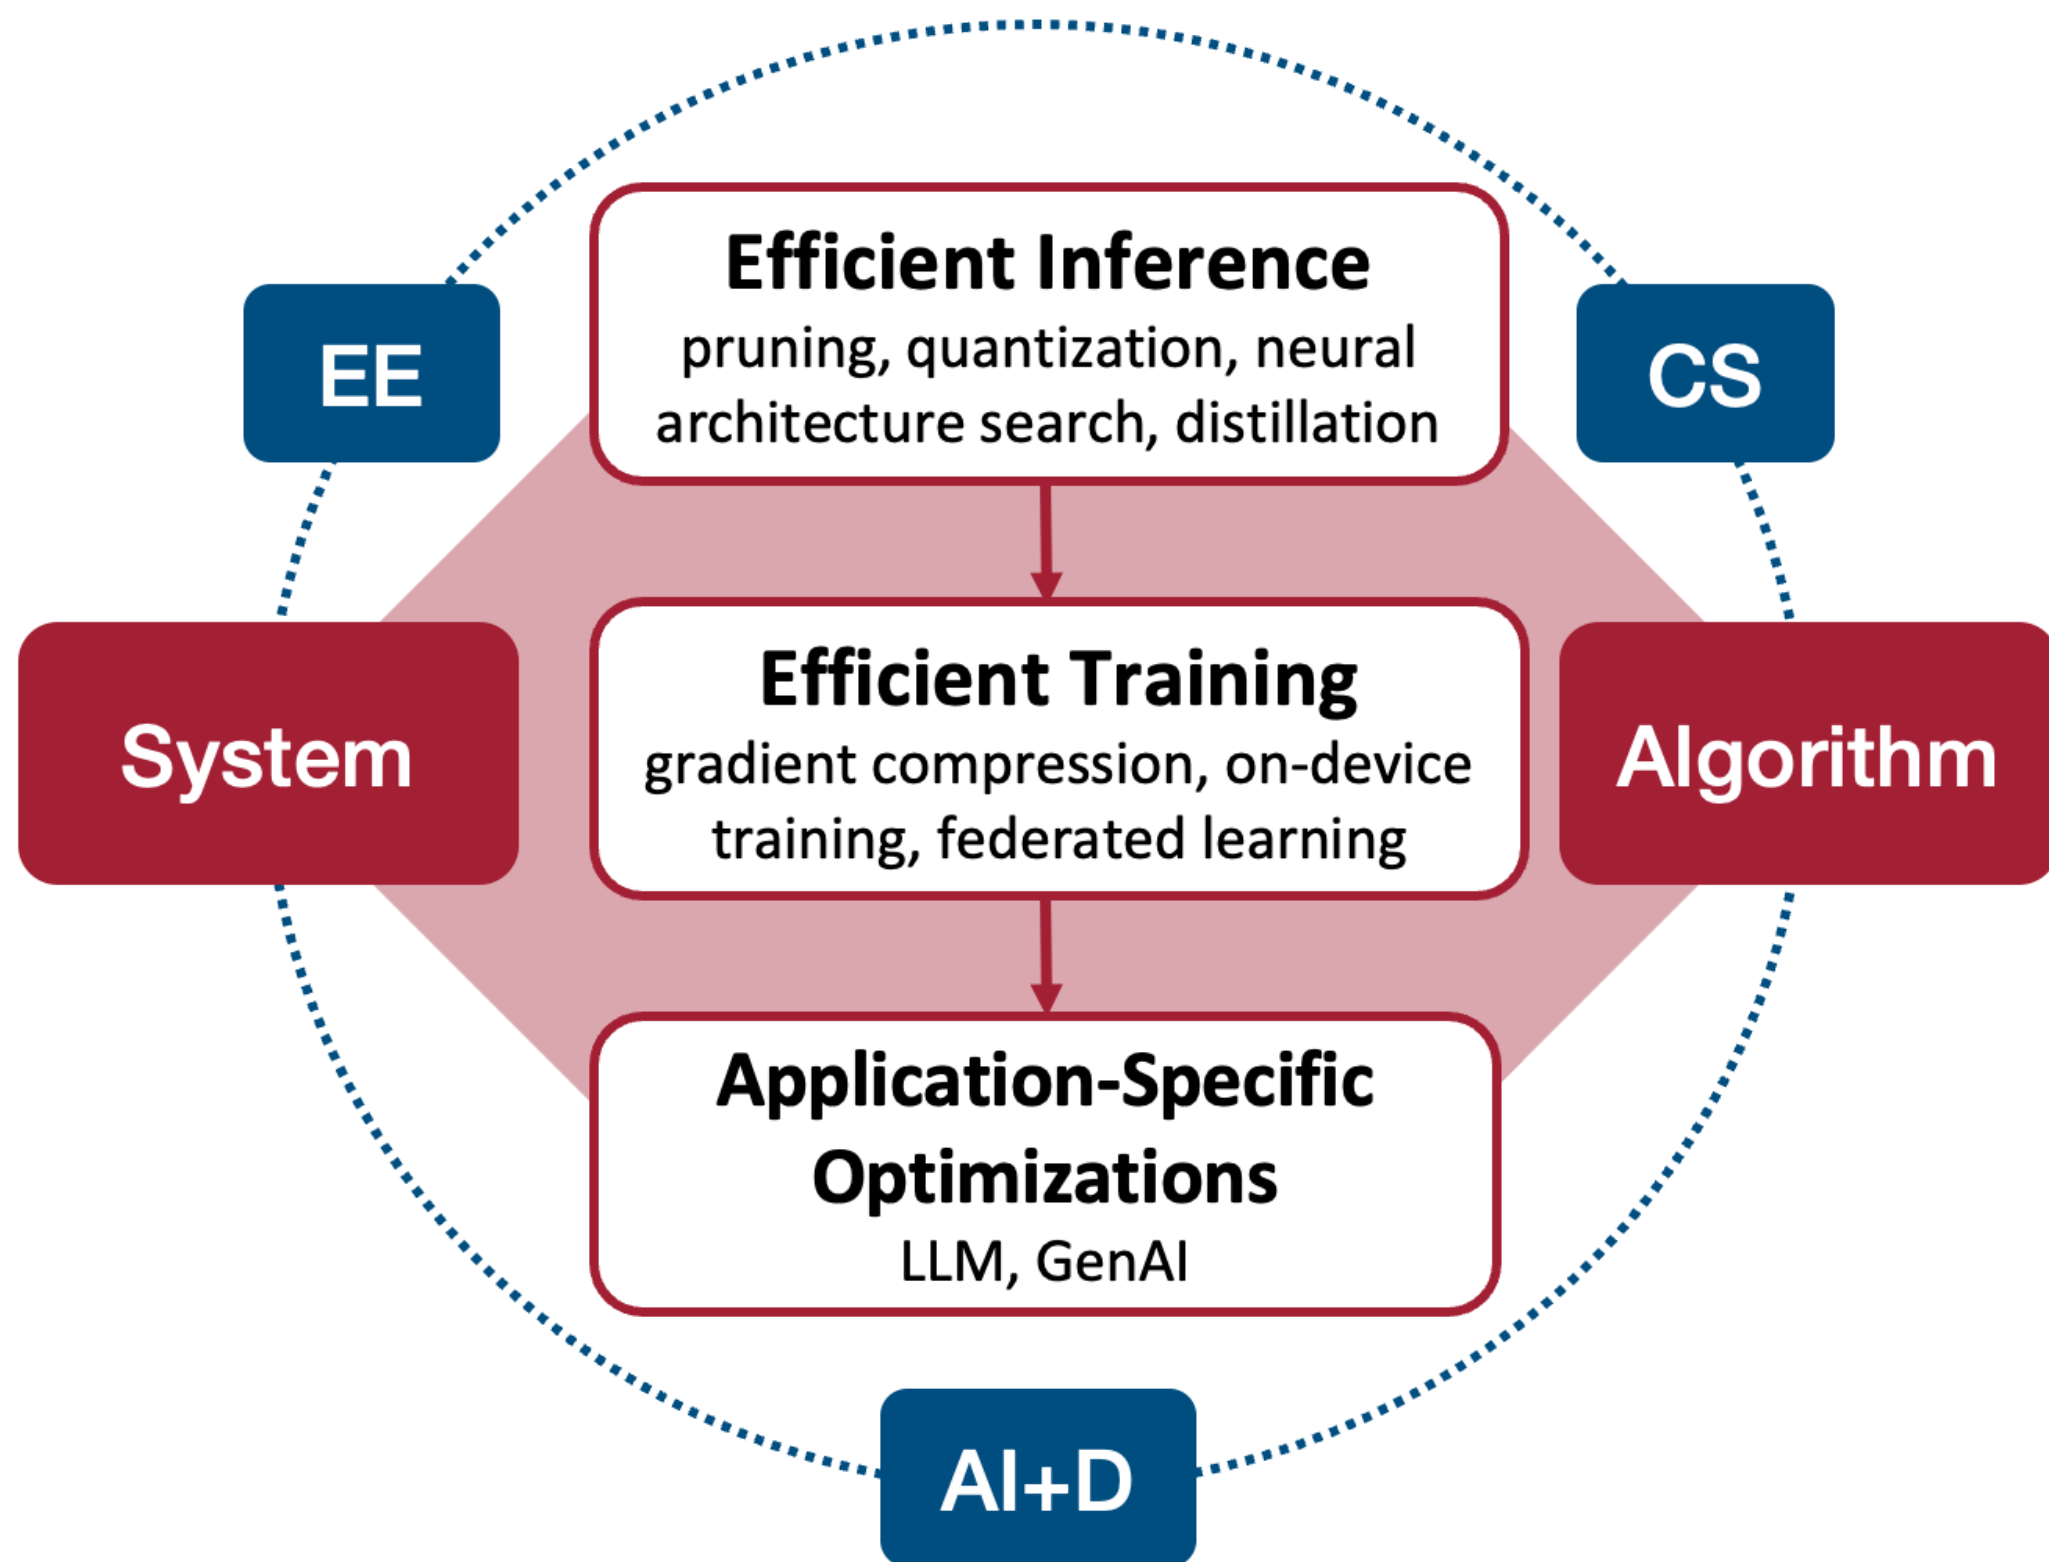 Efficient Inference
pruning, quantization, neural
architecture search, distillation
EE
CS
Efficient Training
gradient compression, on-device
training, federated learning
System
Algorithm
Application-Specific
Optimizations
LLM, GenAI
AI+D